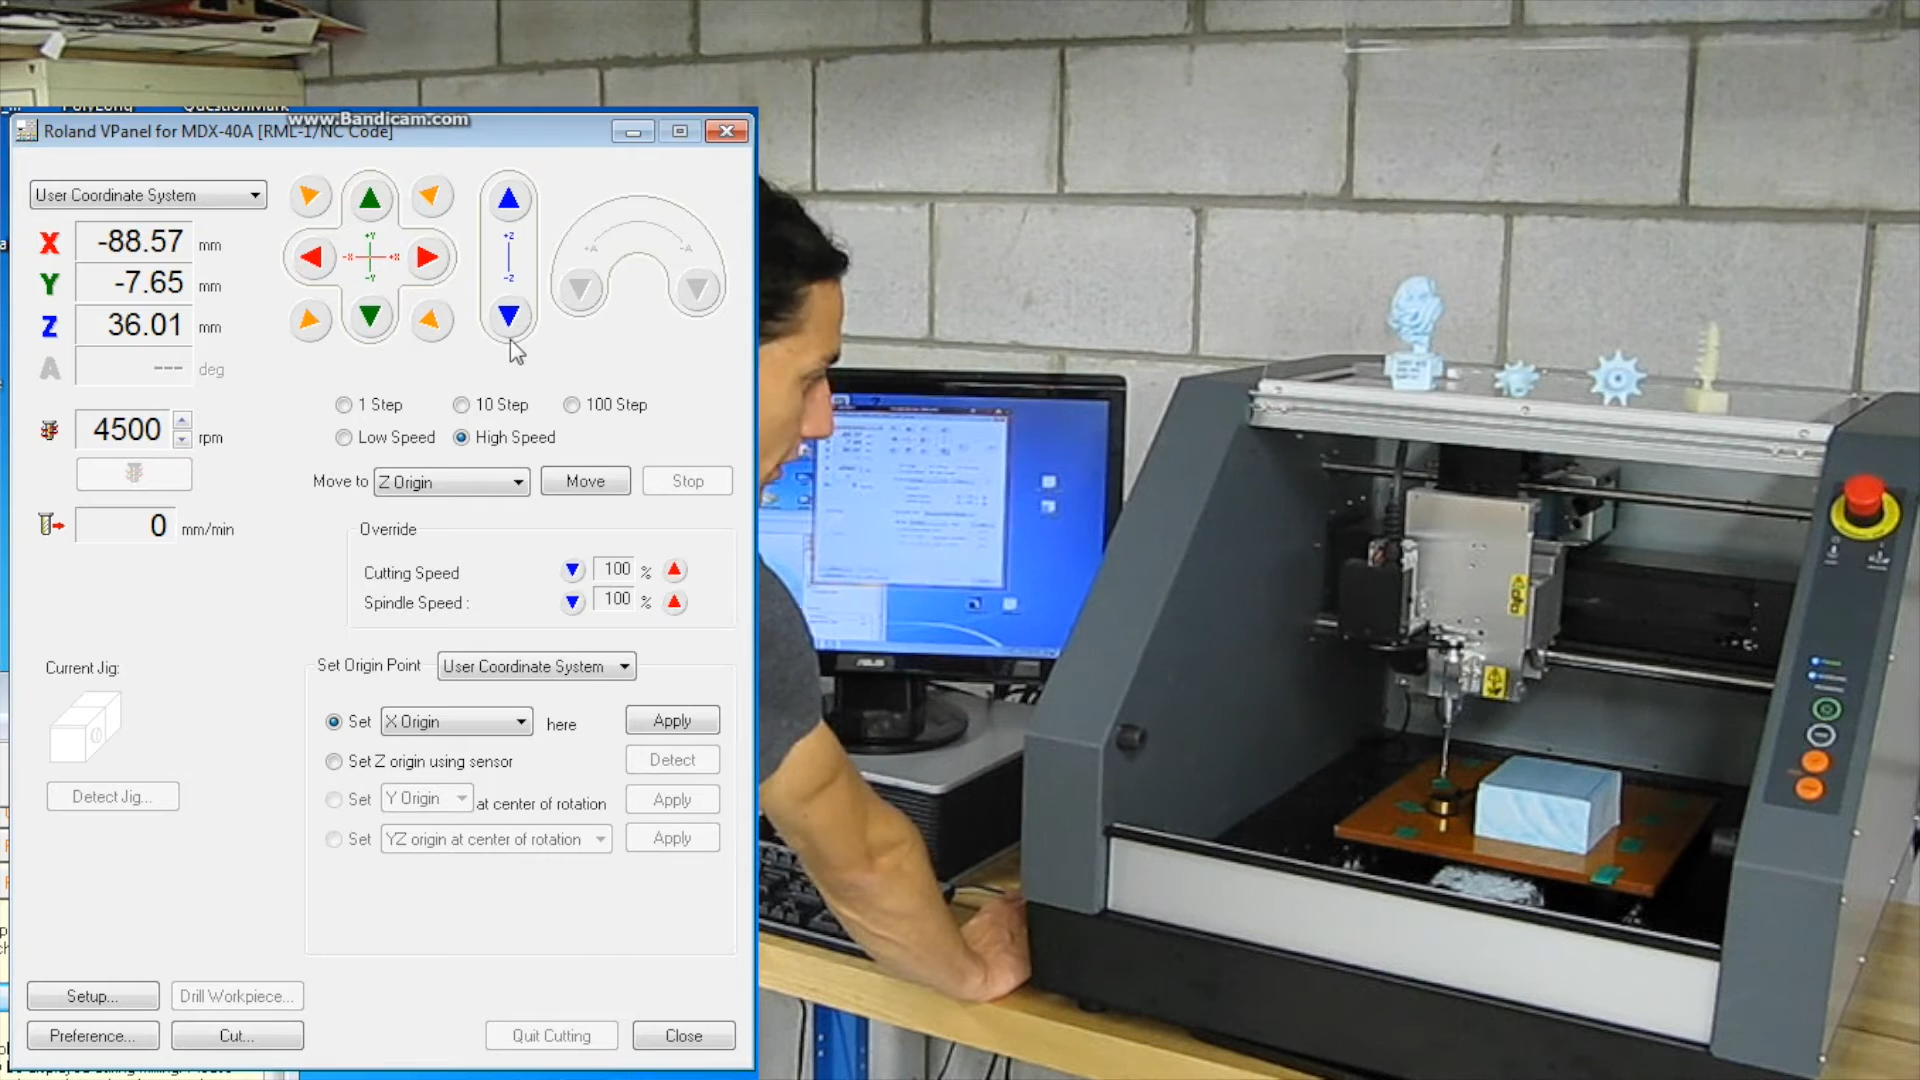 PolyLong
QuestionMark
www.Bandicam.com
Roland VPanel for MDX-40A [RML-1/NC Code]
User Coordinate System
X -88.57 mm
Y -7.65 mm
Z 36.01 mm
A --- deg
+Y
-X +X
-Y
+Z
-Z
+A -A
4500 rpm
0 mm/min
1 Step 10 Step 100 Step
Low Speed High Speed
Move to Z Origin Move Stop
Override
Cutting Speed 100 %
Spindle Speed : 100 %
Current Jig:
Detect Jig...
Set Origin Point User Coordinate System
Set X Origin here Apply
Set Z origin using sensor Detect
Set Y Origin at center of rotation Apply
Set YZ origin at center of rotation Apply
Setup... Drill Workpiece...
Preference... Cut... Quit Cutting Close
ASUS